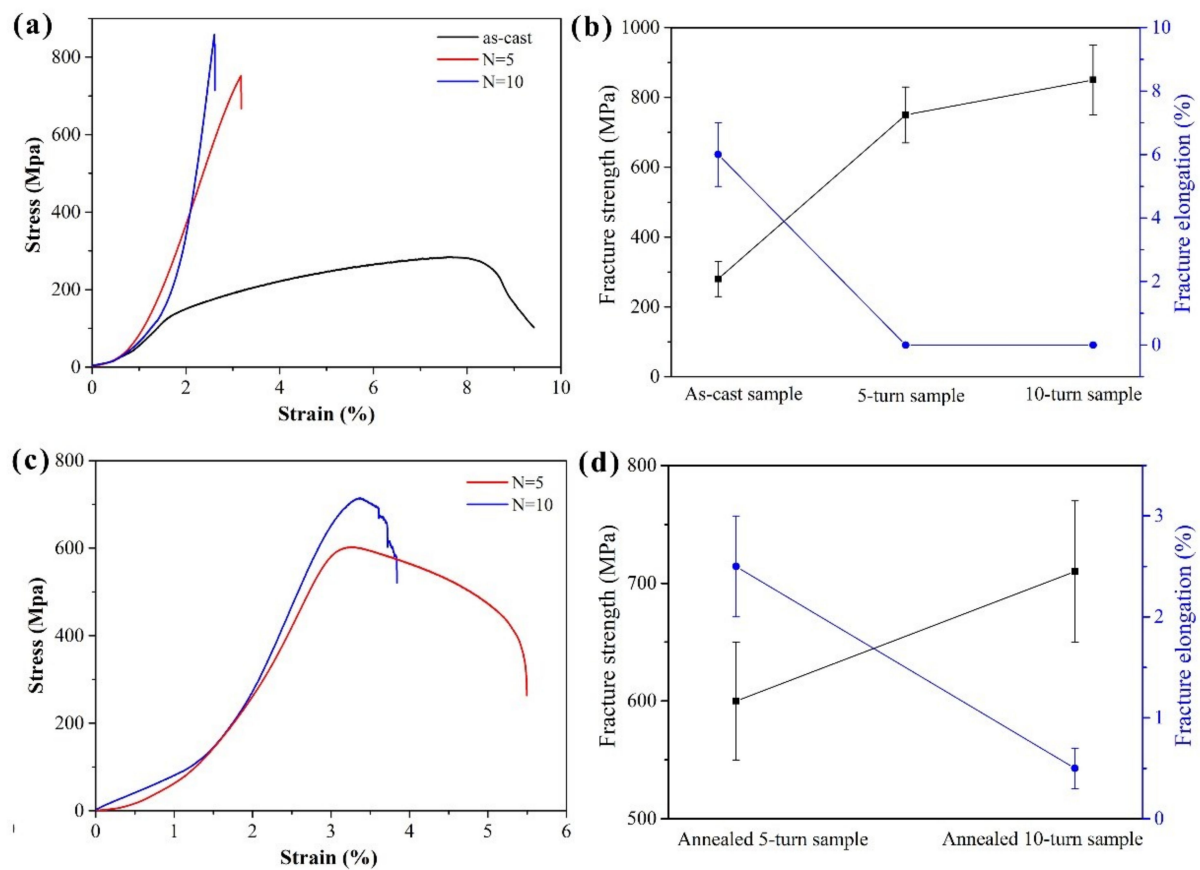 (a)
as-cast
N=5
N=10
800
600
400
200
0
Stress (Mpa)
0 2 4 6 8 10
Strain (%)
(b)
1000
800
600
400
200
0
Fracture strength (MPa)
10
8
6
4
2
0
Fracture elongation (%)
As-cast sample 5-turn sample 10-turn sample
(c)
N=5
N=10
800
600
400
200
0
Stress (Mpa)
0 1 2 3 4 5 6
Strain (%)
(d)
800
700
600
500
Fracture strength (MPa)
3
2
1
0
Fracture elongation (%)
Annealed 5-turn sample Annealed 10-turn sample